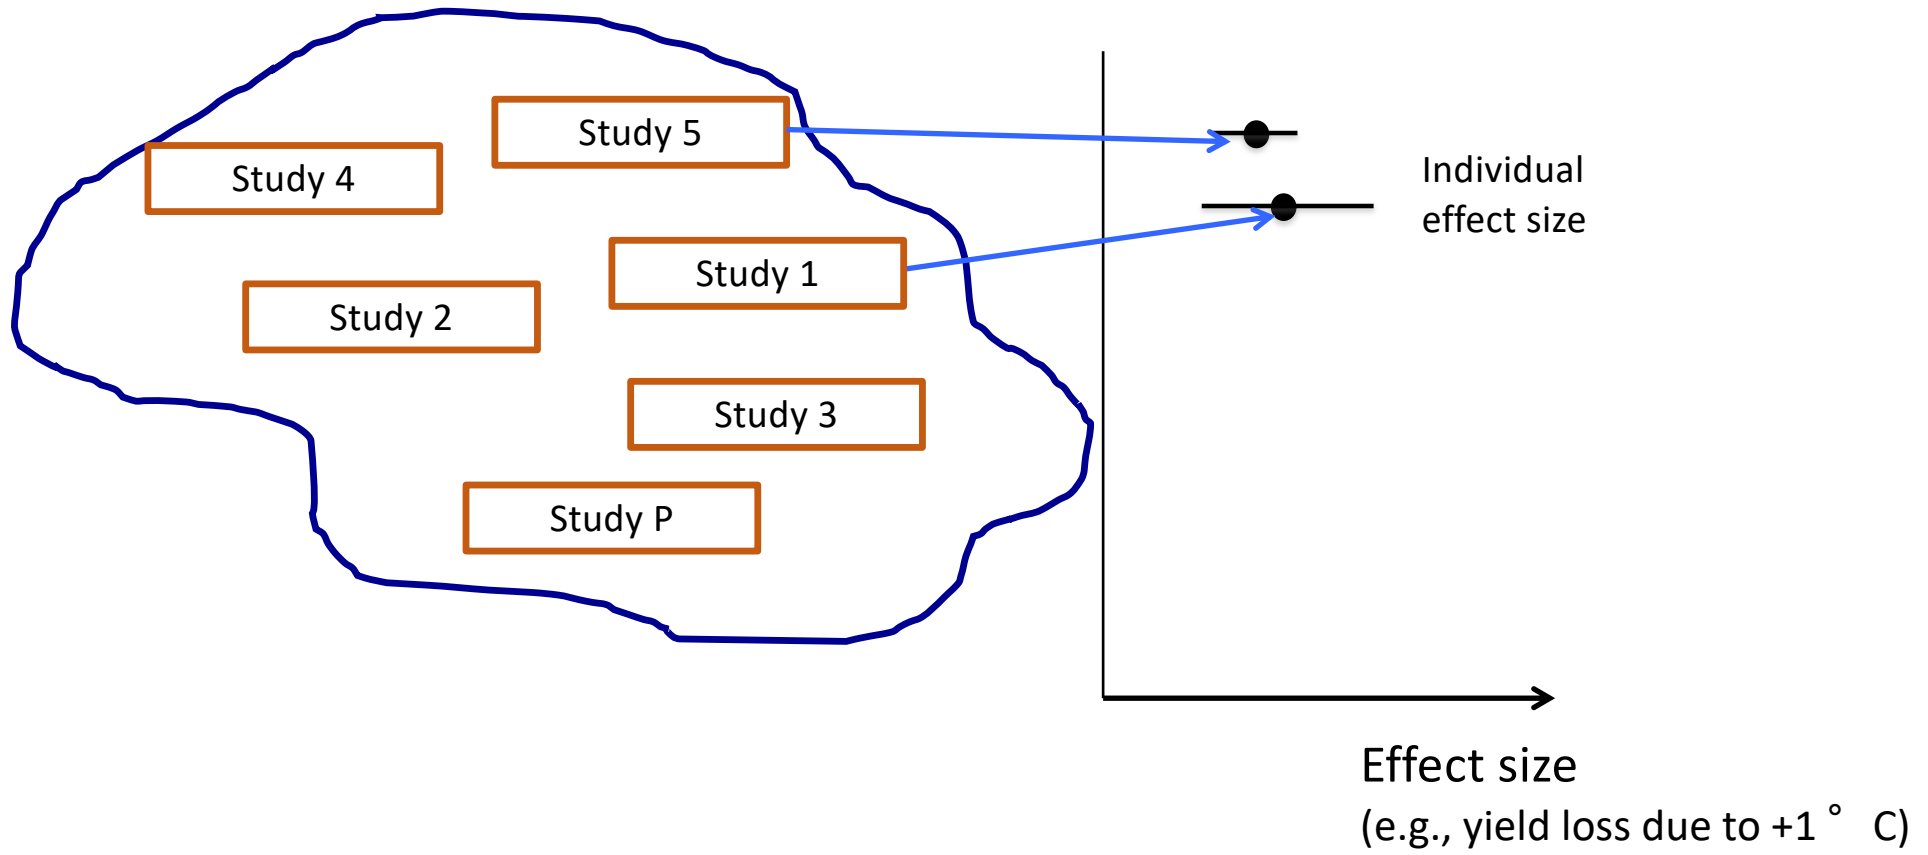 Study 5
Study 4
Study 1
Study 2
Study 3
Study P
Individual
effect size
Effect size
(e.g., yield loss due to +1 ° C)